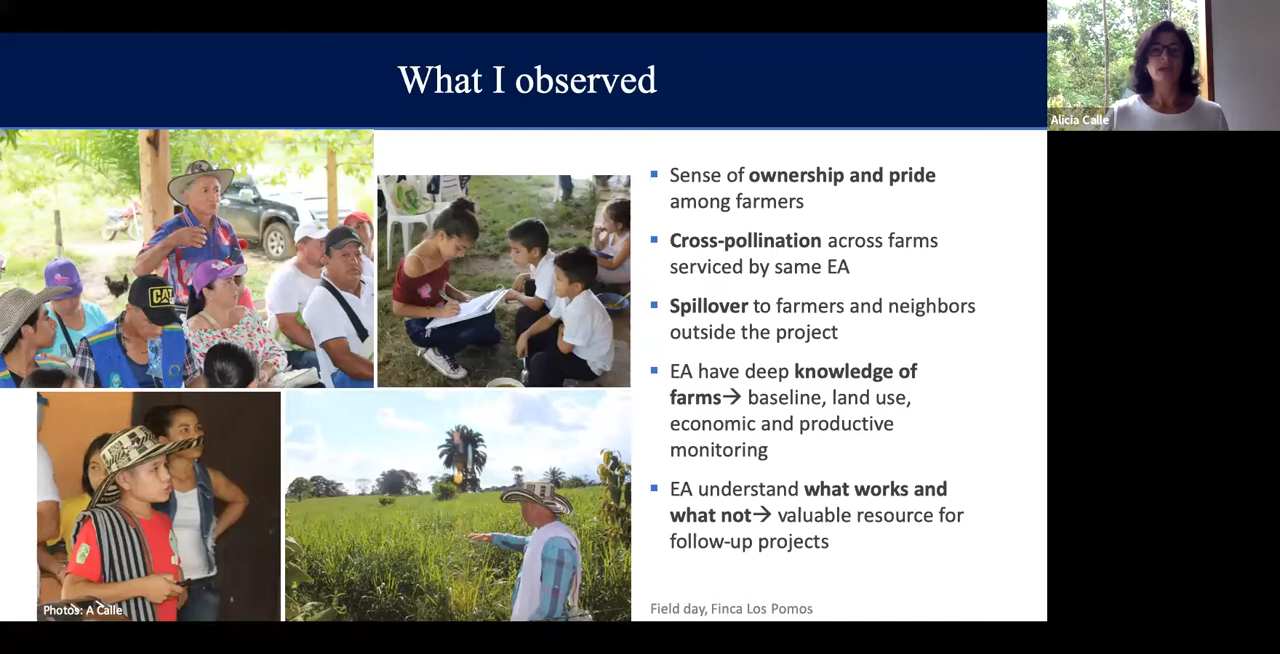 What I observed
Alicia Calle
CAT
Sense of ownership and pride
among farmers
Cross-pollination across farms
serviced by same EA
Spillover to farmers and neighbors
outside the project
EA have deep knowledge of
farms→ baseline, land use,
economic and productive
monitoring
EA understand what works and
what not→ valuable resource for
follow-up projects
Photos: A Calle
Field day, Finca Los Pomos